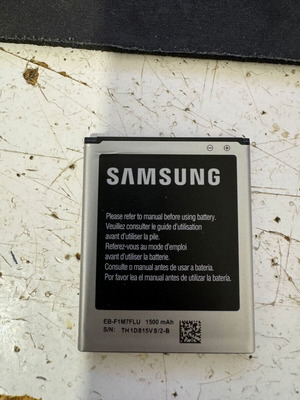 SAMSUNG
Please refer to manual before using battery.
Veuillez consulter le guide d'utilisation
avant d'utiliser la pile.
Referez-vous au mode d'emploi
avant d'utiliser la batterie.
Consulte o manual antes de usar a bateria.
Por favor lea el manual antes de utilizar la batería.
EB-F1M7FLU 1500 mAh
S/N: TH1D815VS/2-B